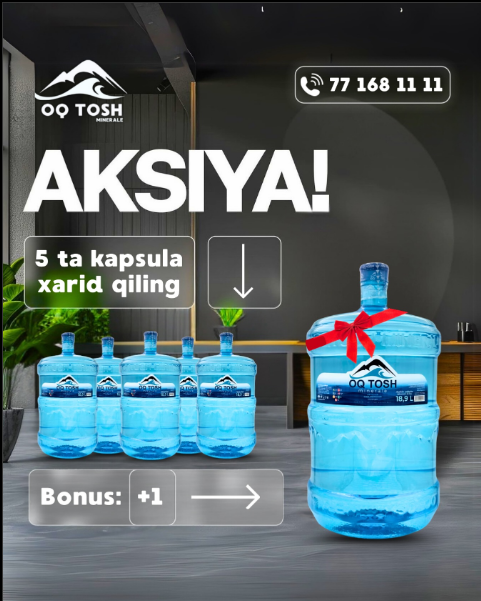 OQ TOSH
MINERALE
77 168 11 11
AKSIYA!
5 ta kapsula
xarid qiling
OQ TOSH
minerale
18,9 L
Bonus: +1